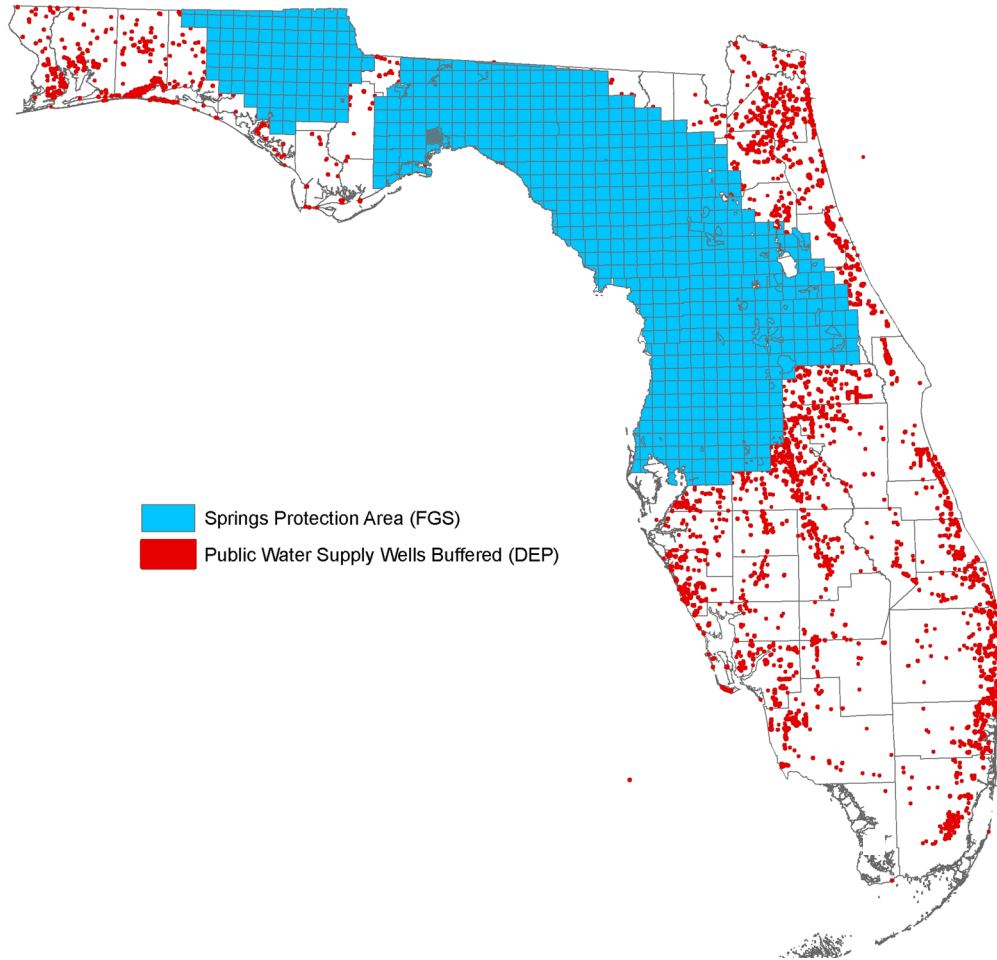 Springs Protection Area (FGS)
Public Water Supply Wells Buffered (DEP)